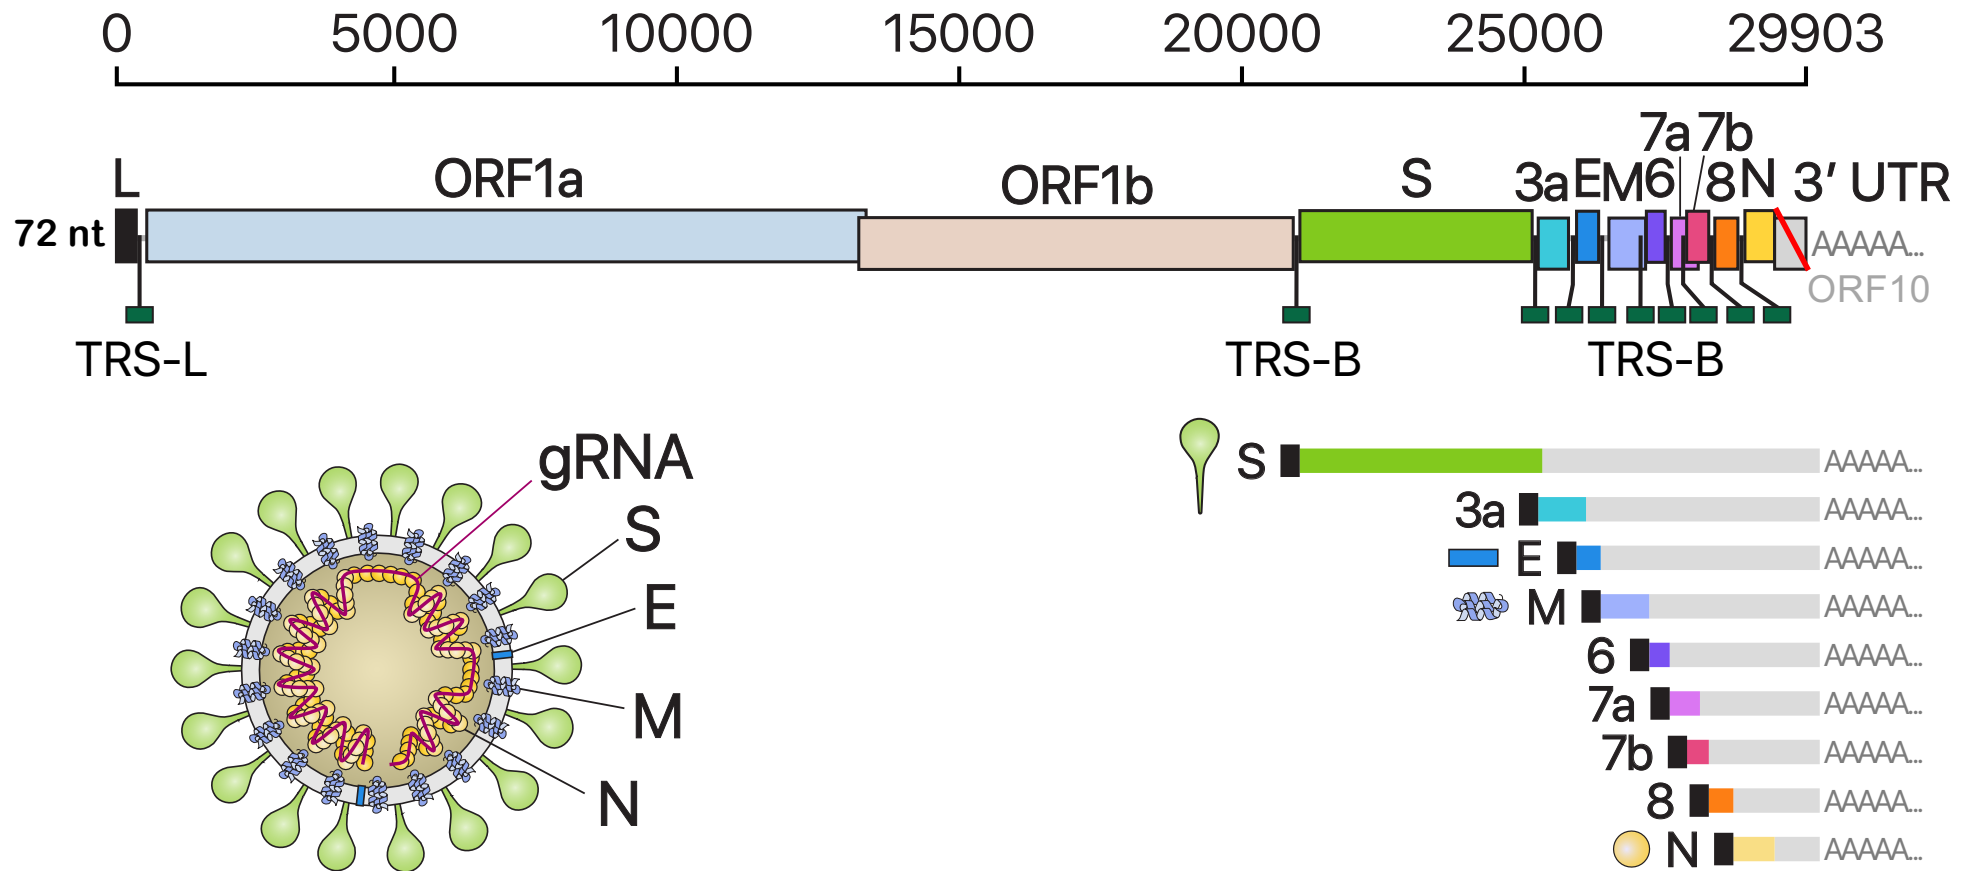 0 5000 10000 15000 20000 25000 29903
7a 7b
L ORF1a ORF1b S 3a E M 6 8 N 3′ UTR
72 nt AAAAA...
ORF10
TRS-L TRS-B TRS-B
gRNA
S
E
M
N
S AAAAA...
3a AAAAA...
E AAAAA...
M AAAAA...
6 AAAAA...
7a AAAAA...
7b AAAAA...
8 AAAAA...
N AAAAA...